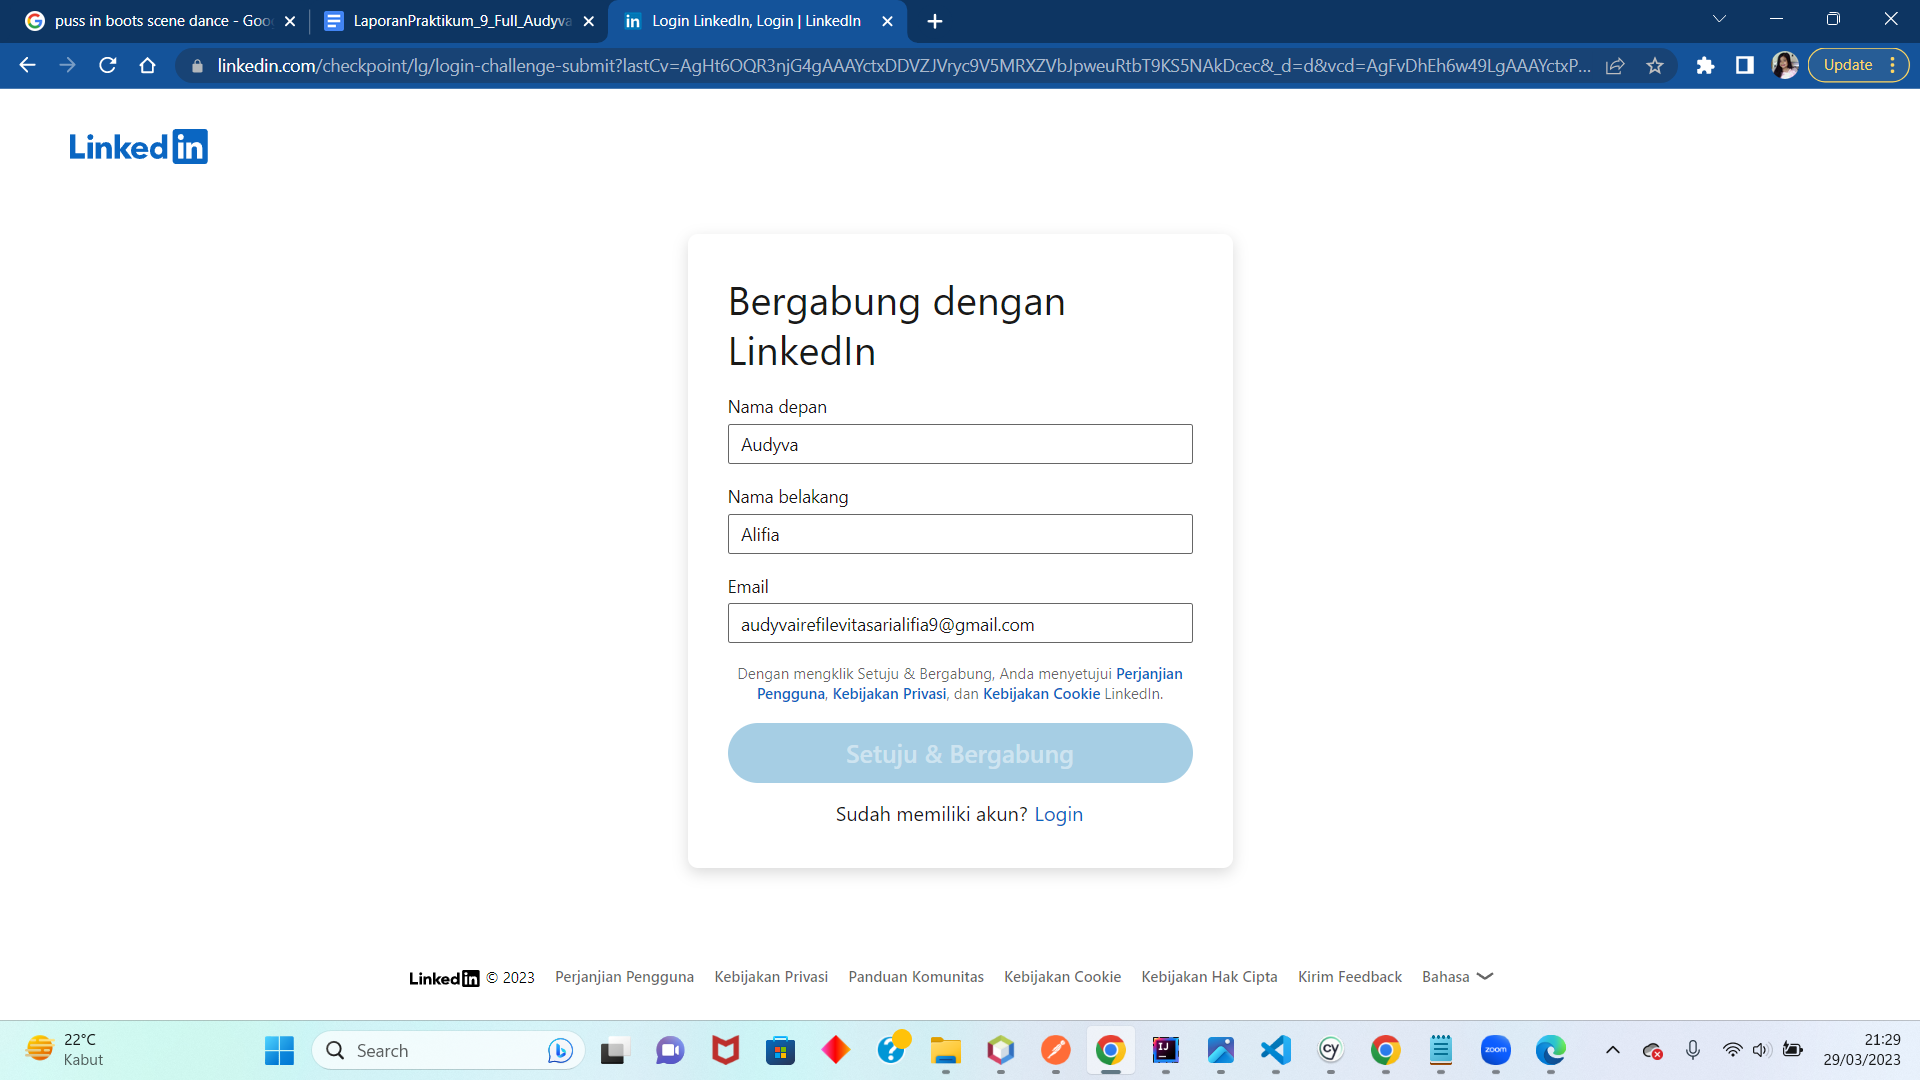 puss in boots scene dance - Goo
LaporanPraktikum_9_Full_Audyva
Login LinkedIn, Login | LinkedIn
linkedin.com/checkpoint/lg/login-challenge-submit?lastCv=AgHt6OQR3njG4gAAAYctxDDVZJVryc9V5MRXZVbJpweuRtbT9KS5NAkDcec&_d=d&vcd=AgFvDhEh6w49LgAAAYctxP...
Update
Linked in
Bergabung dengan
LinkedIn
Nama depan
Audyva
Nama belakang
Alifia
Email
audyvairefilevitasarialifia9@gmail.com
Dengan mengklik Setuju & Bergabung, Anda menyetujui Perjanjian
Pengguna, Kebijakan Privasi, dan Kebijakan Cookie LinkedIn.
Setuju & Bergabung
Sudah memiliki akun? Login
Linked in © 2023 Perjanjian Pengguna Kebijakan Privasi Panduan Komunitas Kebijakan Cookie Kebijakan Hak Cipta Kirim Feedback Bahasa
22°C
Kabut
Search
zoom
21:29
29/03/2023